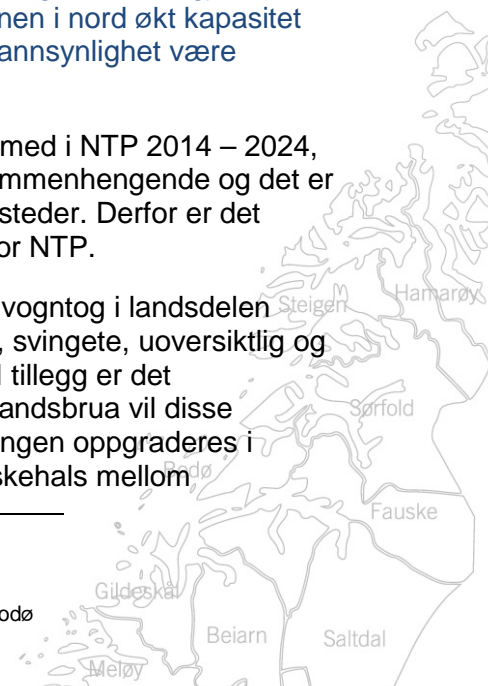 nen i nord økt kapasitet
annsynlighet være
med i NTP 2014 – 2024,
mmenhengende og det er
steder. Derfor er det
or NTP.
vogntog i landsdelen
, svingete, uoversiktlig og
tillegg er det
andsbrua vil disse
ngen oppgraderes i
skehals mellom
odø
Steigen
Hamarøy
Sørfold
Bodø
Fauske
Gildeskål
Beiarn
Saltdal
Meløy